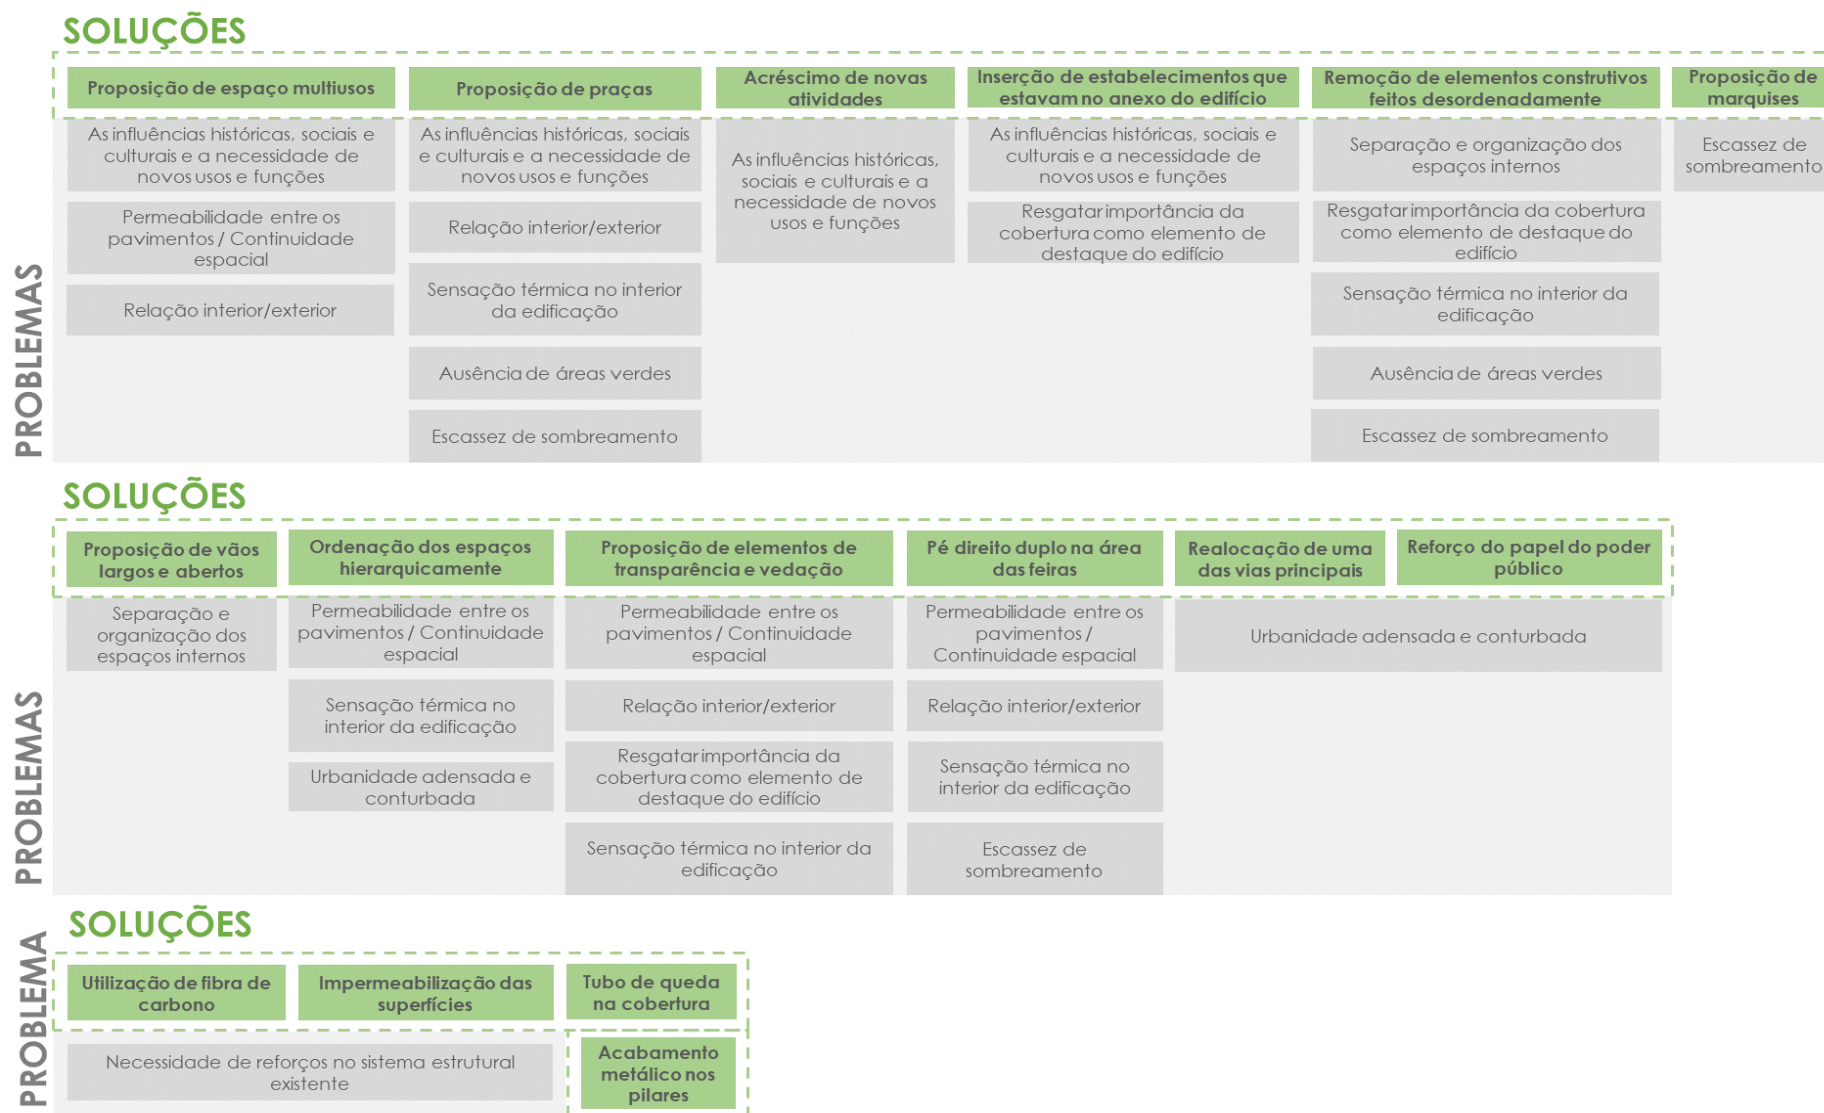 SOLUÇÕES
Proposição de espaço multiusos
Proposição de praças
Acréscimo de novas
atividades
Inserção de estabelecimentos que
estavam no anexo do edifício
Remoção de elementos construtivos
feitos desordenadamente
Proposição de
marquises
PROBLEMAS
As influências históricas, sociais e
culturais e a necessidade de
novos usos e funções
Permeabilidade entre os
pavimentos / Continuidade
espacial
Relação interior/exterior
As influências históricas, sociais
e culturais e a necessidade de
novos usos e funções
Relação interior/exterior
Sensação térmica no interior
da edificação
Ausência de áreas verdes
Escassez de sombreamento
As influências históricas,
sociais e culturais e a
necessidade de novos
usos e funções
As influências históricas, sociais e
culturais e a necessidade de
novos usos e funções
Resgatar importância da
cobertura como elemento de
destaque do edifício
Separação e organização dos
espaços internos
Resgatar importância da cobertura
como elemento de destaque do
edifício
Sensação térmica no interior da
edificação
Ausência de áreas verdes
Escassez de sombreamento
Escassez de
sombreamento
SOLUÇÕES
Proposição de vãos
largos e abertos
Ordenação dos espaços
hierarquicamente
Proposição de elementos de
transparência e vedação
Pé direito duplo na área
das feiras
Realocação de uma
das vias principais
Reforço do papel do poder
público
PROBLEMAS
Separação e
organização dos
espaços internos
Permeabilidade entre os
pavimentos / Continuidade
espacial
Sensação térmica no
interior da edificação
Urbanidade adensada e
conturbada
Permeabilidade entre os
pavimentos / Continuidade
espacial
Relação interior/exterior
Resgatar importância da
cobertura como elemento de
destaque do edifício
Sensação térmica no interior da
edificação
Permeabilidade entre os
pavimentos /
Continuidade espacial
Relação interior/exterior
Sensação térmica no
interior da edificação
Escassez de
sombreamento
Urbanidade adensada e conturbada
SOLUÇÕES
Utilização de fibra de
carbono
Impermeabilização das
superfícies
Tubo de queda
na cobertura
PROBLEMA
Necessidade de reforços no sistema estrutural
existente
Acabamento
metálico nos
pilares